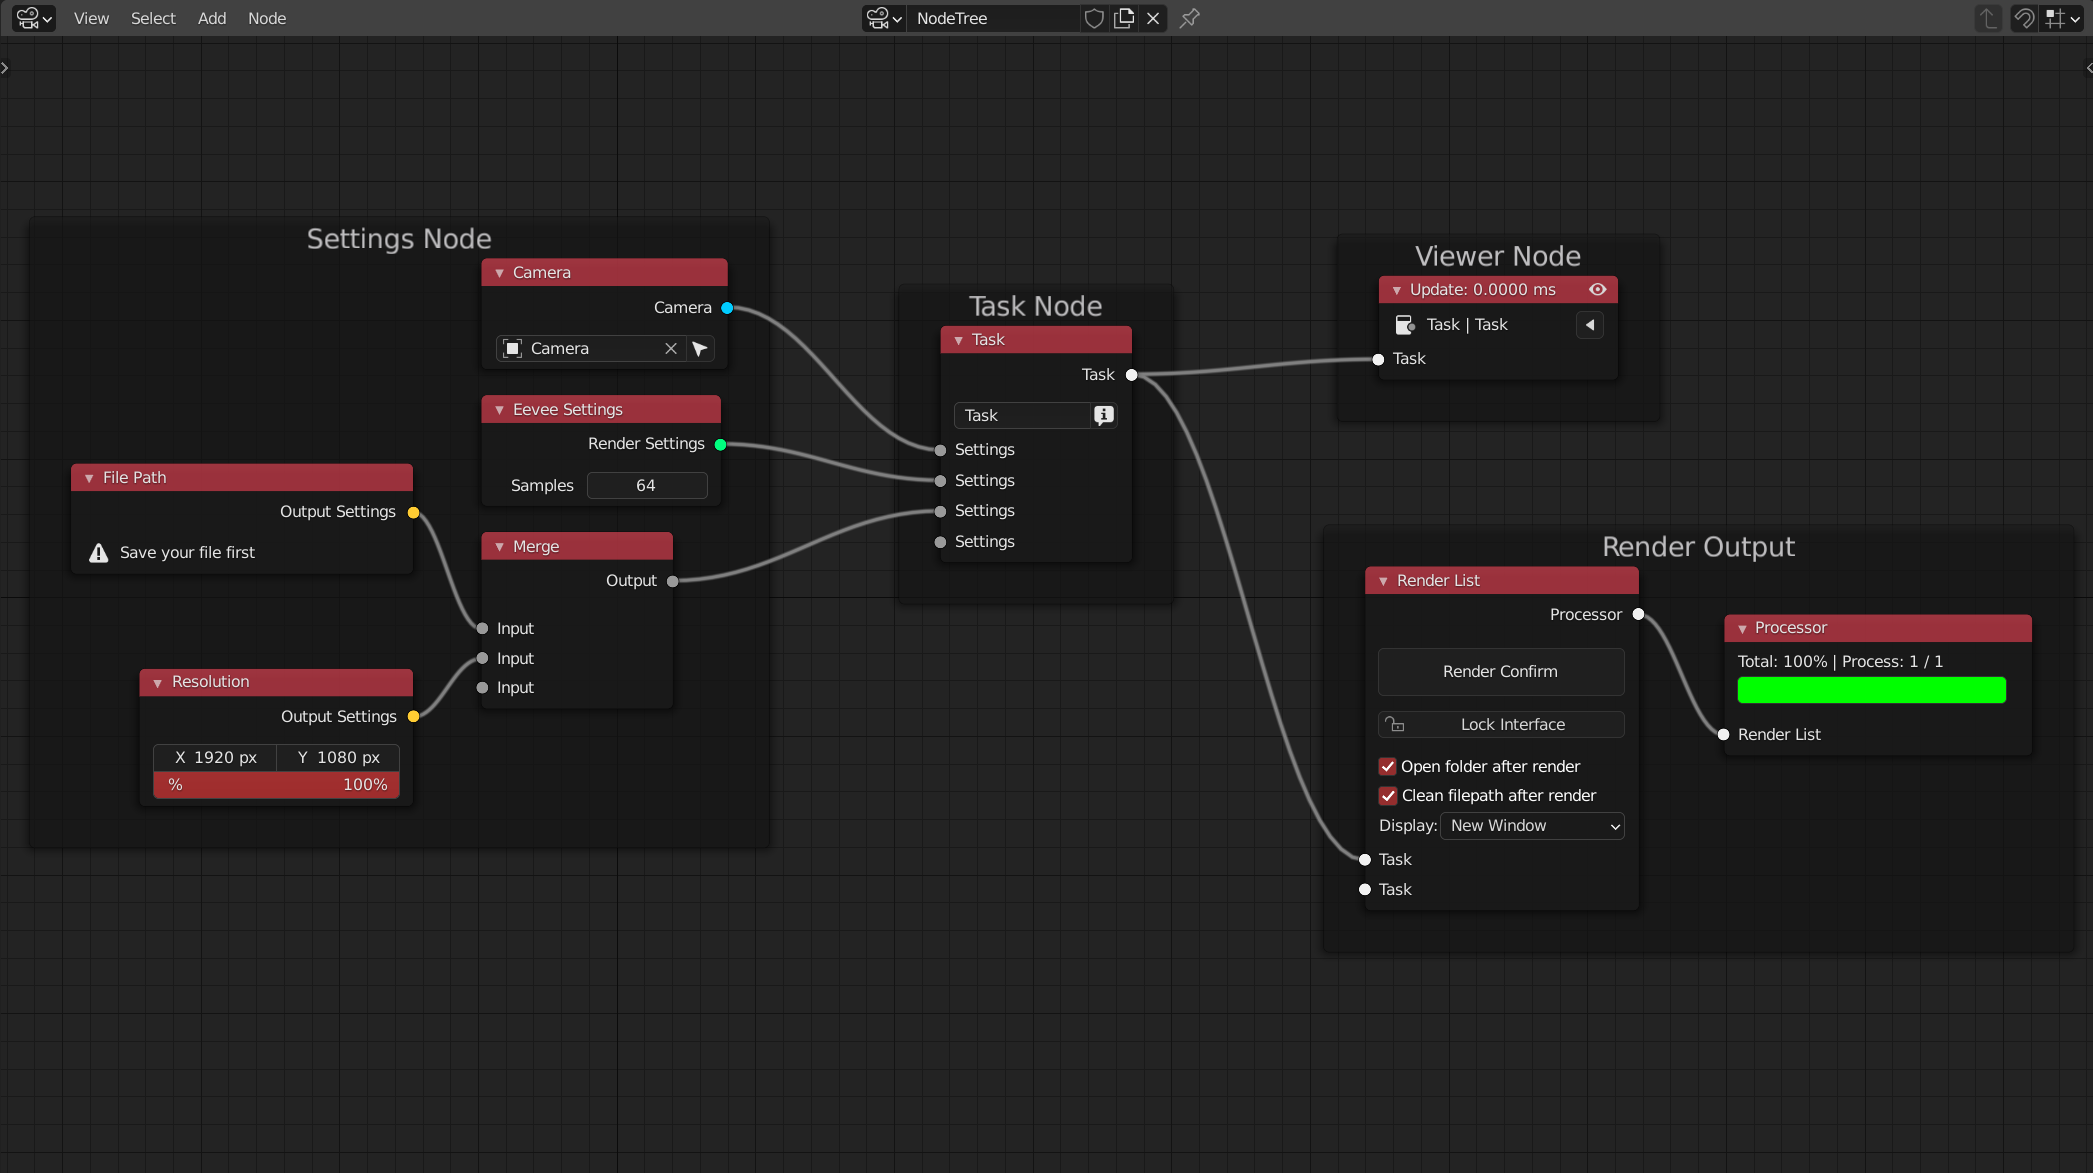 View Select Add Node
NodeTree
Settings Node
Camera
Camera
Camera
Eevee Settings
Render Settings
Samples 64
File Path
Output Settings
Save your file first
Merge
Output
Input
Input
Input
Resolution
Output Settings
X 1920 px Y 1080 px
% 100%
Task Node
Task
Task
Task
Settings
Settings
Settings
Settings
Viewer Node
Update: 0.0000 ms
Task | Task
Task
Render Output
Render List
Processor
Render Confirm
Lock Interface
Open folder after render
Clean filepath after render
Display: New Window
Task
Task
Processor
Total: 100% | Process: 1 / 1
Render List